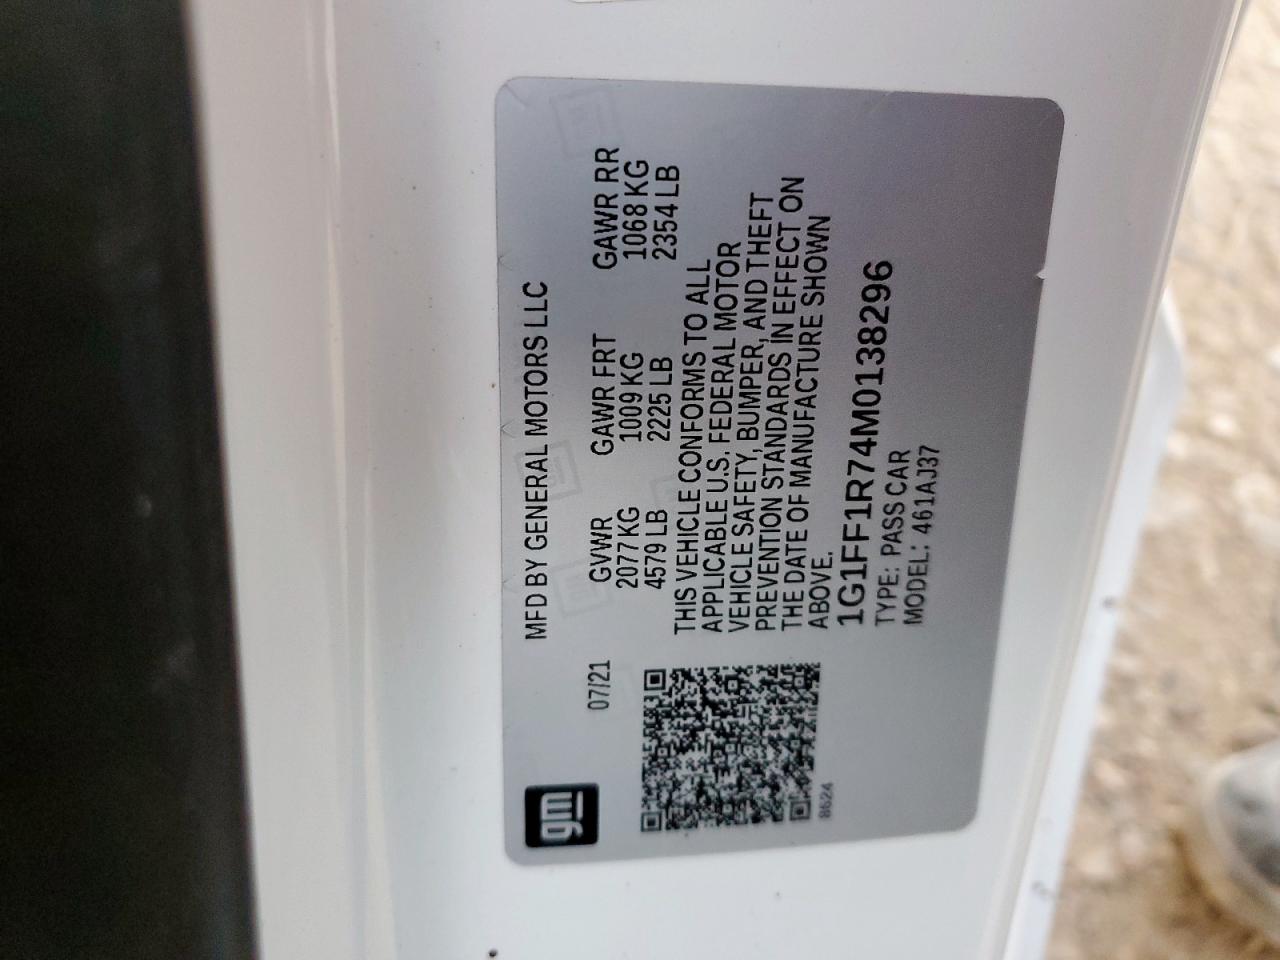 gm
MFD BY GENERAL MOTORS LLC
07/21 GVWR GAWR FRT GAWR RR
2077 KG 1009 KG 1068 KG
4579 LB 2225 LB 2354 LB
THIS VEHICLE CONFORMS TO ALL
APPLICABLE U.S. FEDERAL MOTOR
VEHICLE SAFETY, BUMPER, AND THEFT
PREVENTION STANDARDS IN EFFECT ON
THE DATE OF MANUFACTURE SHOWN
ABOVE.
1G1FF1R74M0138296
TYPE: PASS CAR
MODEL: 461AJ37
8624